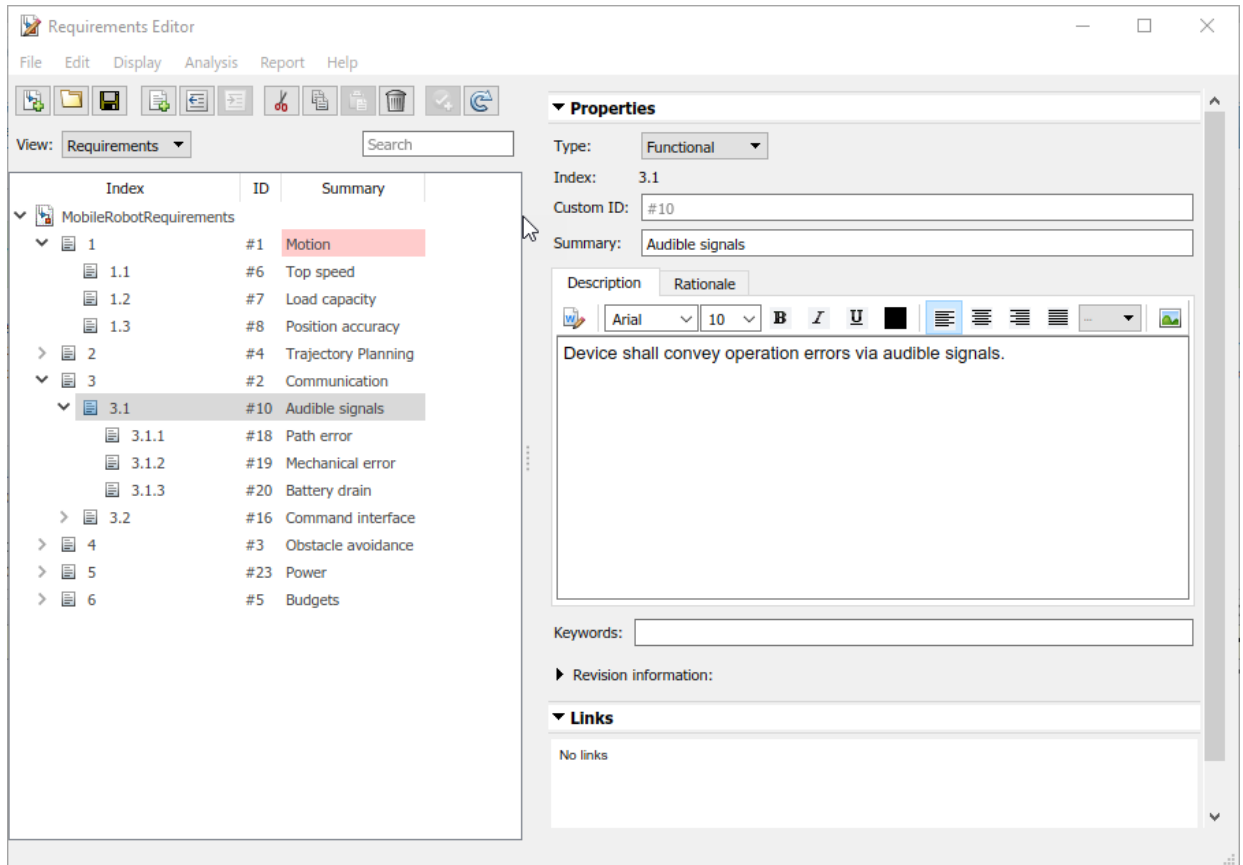 Requirements Editor
File Edit Display Analysis Report Help
View: Requirements Search
Index ID Summary
MobileRobotRequirements
1 #1 Motion
1.1 #6 Top speed
1.2 #7 Load capacity
1.3 #8 Position accuracy
2 #4 Trajectory Planning
3 #2 Communication
3.1 #10 Audible signals
3.1.1 #18 Path error
3.1.2 #19 Mechanical error
3.1.3 #20 Battery drain
3.2 #16 Command interface
4 #3 Obstacle avoidance
5 #23 Power
6 #5 Budgets
Properties
Type: Functional
Index: 3.1
Custom ID: #10
Summary: Audible signals
Description Rationale
Arial 10 B I U
Device shall convey operation errors via audible signals.
Keywords:
Revision information:
Links
No links